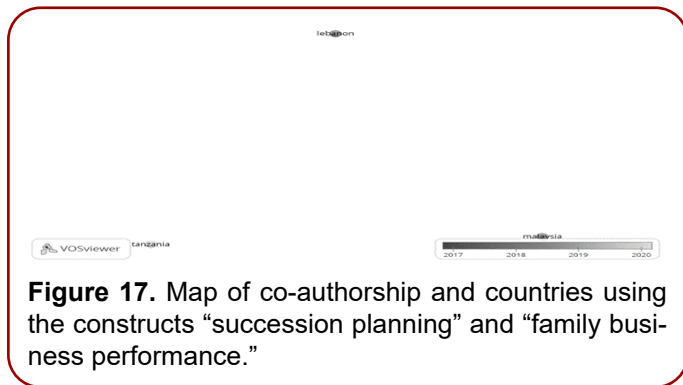 lebanon
VOSviewer
tanzania
malaysia
2017 2018 2019 2020
Figure 17. Map of co-authorship and countries using
the constructs “succession planning” and “family busi-
ness performance.”